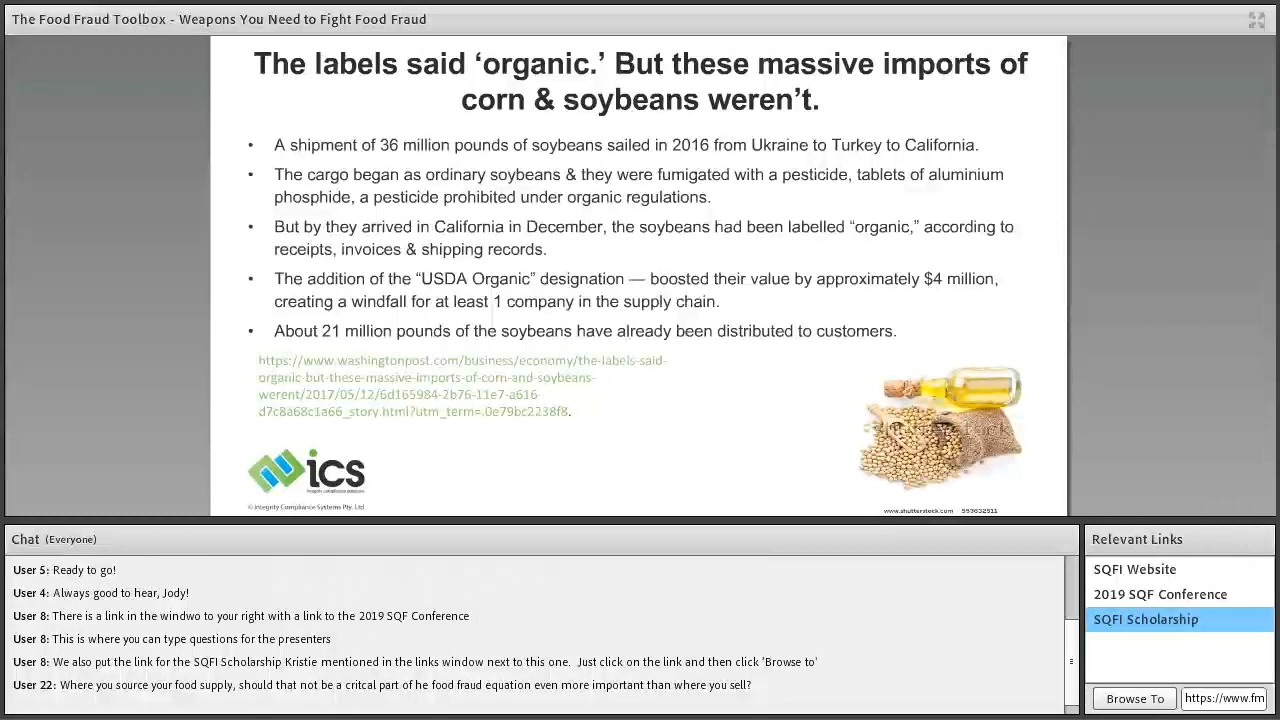 The Food Fraud Toolbox - Weapons You Need to Fight Food Fraud
The labels said ‘organic.’ But these massive imports of
corn & soybeans weren’t.
• A shipment of 36 million pounds of soybeans sailed in 2016 from Ukraine to Turkey to California.
• The cargo began as ordinary soybeans & they were fumigated with a pesticide, tablets of aluminium
phosphide, a pesticide prohibited under organic regulations.
• But by they arrived in California in December, the soybeans had been labelled “organic,” according to
receipts, invoices & shipping records.
• The addition of the “USDA Organic” designation — boosted their value by approximately $4 million,
creating a windfall for at least 1 company in the supply chain.
• About 21 million pounds of the soybeans have already been distributed to customers.
https://www.washingtonpost.com/business/economy/the-labels-said-
organic-but-these-massive-imports-of-corn-and-soybeans-
werent/2017/05/12/6d165984-2b76-11e7-a616-
d7c8a68c1a66_story.html?utm_term=.0e79bc2238f8.
ics
integrity compliance solutions
© Integrity Compliance Systems Pty. Ltd
www.shutterstock.com
Chat (Everyone)
User 5: Ready to go!
User 4: Always good to hear, Jody!
User 8: There is a link in the windwo to your right with a link to the 2019 SQF Conference
User 8: This is where you can type questions for the presenters
User 8: We also put the link for the SQFI Scholarship Kristie mentioned in the links window next to this one. Just click on the link and then click 'Browse to'
User 22: Where you source your food supply, should that not be a critcal part of he food fraud equation even more important than where you sell?
Relevant Links
SQFI Website
2019 SQF Conference
SQFI Scholarship
Browse To
https://www.fm